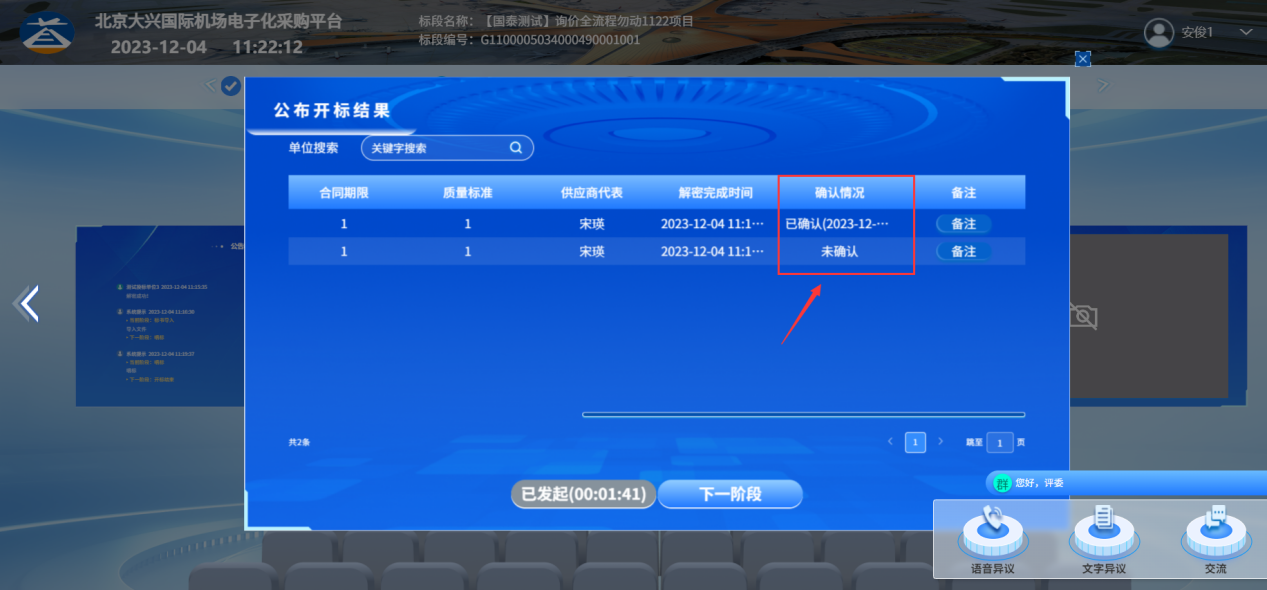 北京大兴国际机场电子化采购平台
2023-12-04 11:22:12
标段名称：【国泰测试】询价全流程勿动1122项目
标段编号：G1100005034000490001001
安俊1
公布开标结果
单位搜索 关键字搜索
合同期限 质量标准 供应商代表 解密完成时间 确认情况 备注
1 1 宋瑛 2023-12-04 11:1··· 已确认(2023-12-··· 备注
1 1 宋瑛 2023-12-04 11:1··· 未确认 备注
共2条 1 跳至 1 页
已发起(00:01:41) 下一阶段
群 您好，评委
语音异议 文字异议 交流